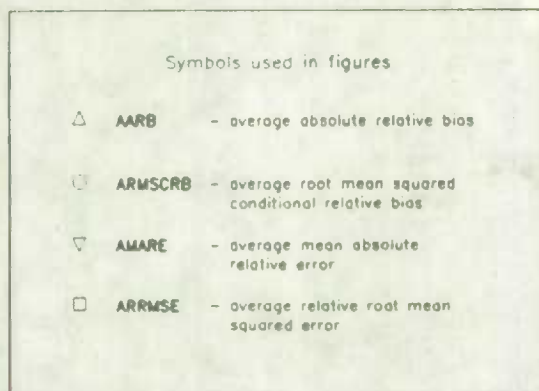 Symbols used in figures
△ AARB - average absolute relative bias
○ ARMSCRB - average root mean squared
conditional relative bias
▽ AMARE - average mean absolute
relative error
□ ARRMSE - average relative root mean
squared error